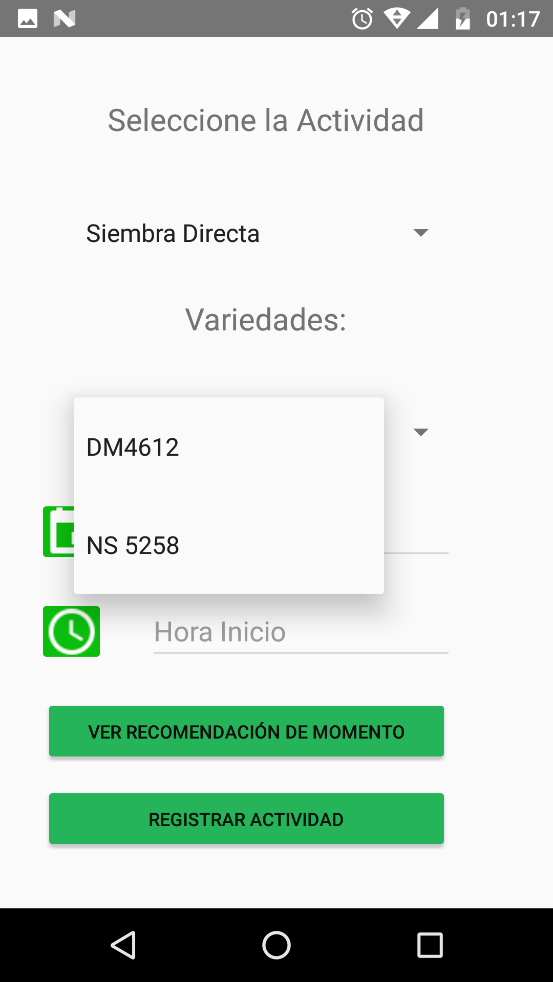 01:17
Seleccione la Actividad
Siembra Directa
Variedades:
DM4612
NS 5258
Hora Inicio
VER RECOMENDACIÓN DE MOMENTO
REGISTRAR ACTIVIDAD